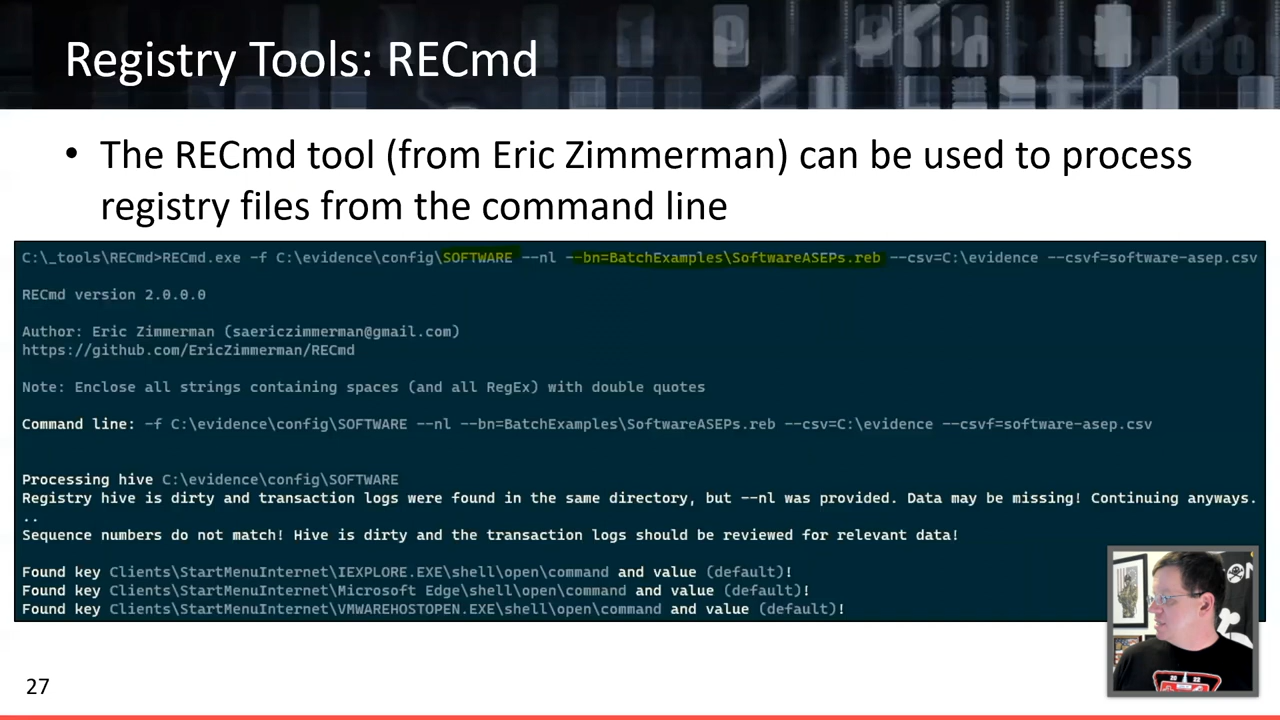 Registry Tools: RECmd
• The RECmd tool (from Eric Zimmerman) can be used to process
registry files from the command line
C:\_tools\RECmd>RECmd.exe -f C:\evidence\config\SOFTWARE --nl --bn=BatchExamples\SoftwareASEPs.reb --csv=C:\evidence --csvf=software-asep.csv
RECmd version 2.0.0.0
Author: Eric Zimmerman (saericzimmerman@gmail.com)
https://github.com/EricZimmerman/RECmd
Note: Enclose all strings containing spaces (and all RegEx) with double quotes
Command line: -f C:\evidence\config\SOFTWARE --nl --bn=BatchExamples\SoftwareASEPs.reb --csv=C:\evidence --csvf=software-asep.csv
Processing hive C:\evidence\config\SOFTWARE
Registry hive is dirty and transaction logs were found in the same directory, but --nl was provided. Data may be missing! Continuing anyways.
..
Sequence numbers do not match! Hive is dirty and the transaction logs should be reviewed for relevant data!
Found key Clients\StartMenuInternet\IEXPLORE.EXE\shell\open\command and value (default)!
Found key Clients\StartMenuInternet\Microsoft Edge\shell\open\command and value (default)!
Found key Clients\StartMenuInternet\VMWAREHOSTOPEN.EXE\shell\open\command and value (default)!
27